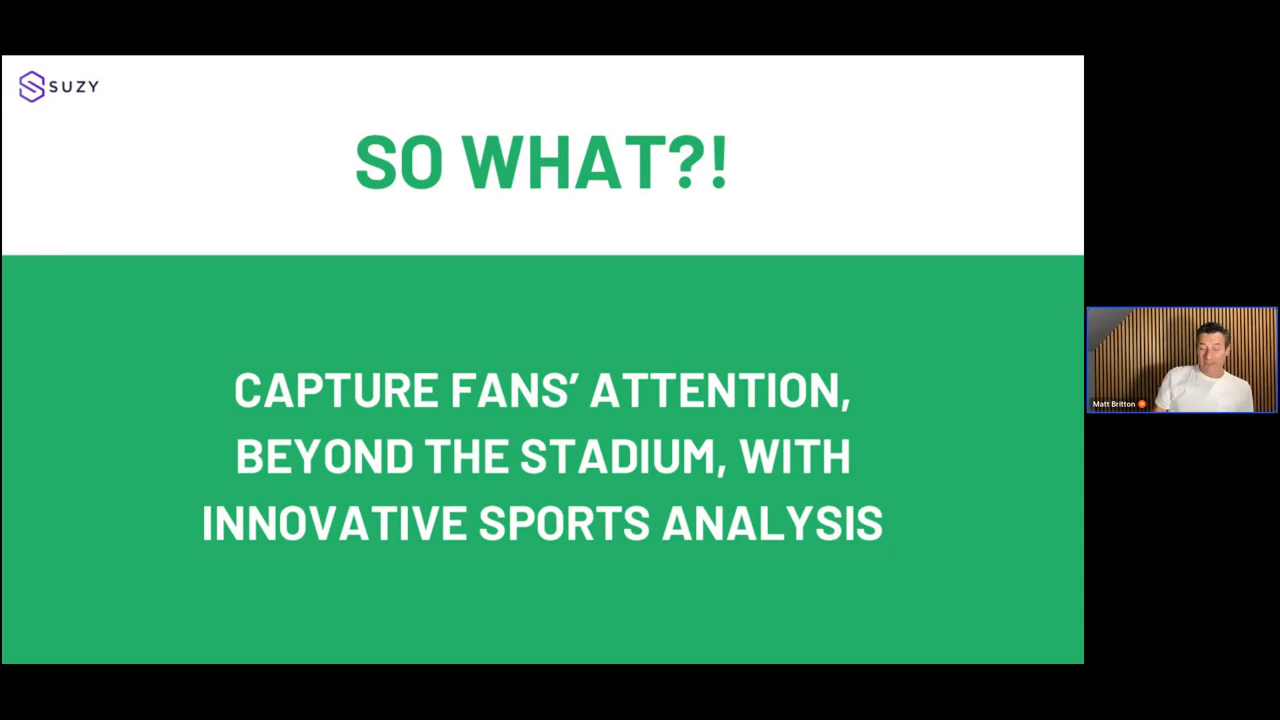 SUZY
SO WHAT?!
CAPTURE FANS’ ATTENTION,
BEYOND THE STADIUM, WITH
INNOVATIVE SPORTS ANALYSIS
Matt Britton